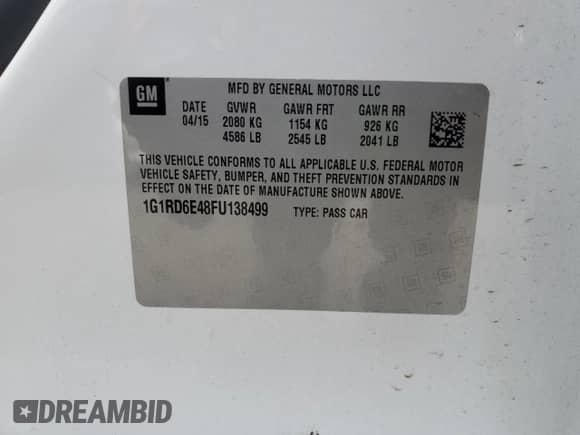 GM
MFD BY GENERAL MOTORS LLC
DATE GVWR GAWR FRT GAWR RR
04/15 2080 KG 1154 KG 926 KG
4586 LB 2545 LB 2041 LB
THIS VEHICLE CONFORMS TO ALL APPLICABLE U.S. FEDERAL MOTOR
VEHICLE SAFETY, BUMPER, AND THEFT PREVENTION STANDARDS IN
EFFECT ON THE DATE OF MANUFACTURE SHOWN ABOVE.
1G1RD6E48FU138499 TYPE: PASS CAR
DREAMBID